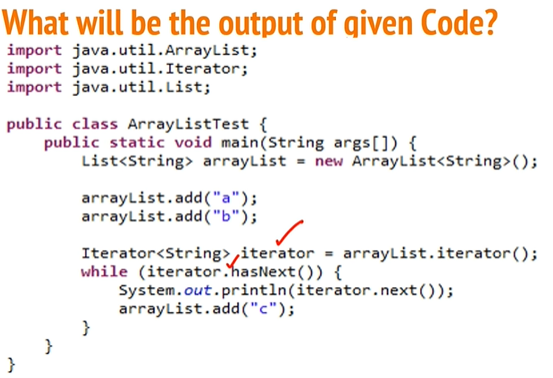 What will be the output of given Code?
import java.util.ArrayList;
import java.util.Iterator;
import java.util.List;
public class ArrayListTest {
public static void main(String args[]) {
List<String> arrayList = new ArrayList<String>();
arrayList.add("a");
arrayList.add("b");
Iterator<String> iterator = arrayList.iterator();
while (iterator.hasNext()) {
System.out.println(iterator.next());
arrayList.add("c");
}
}
}